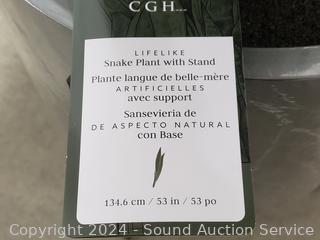 CGH
LIFELIKE
Snake Plant with Stand
Plante langue de belle-mère
ARTIFICIELLES
avec support
Sansevieria de
DE ASPECTO NATURAL
con Base
134.6 cm / 53 in / 53 po
Copyright 2024 - Sound Auction Service